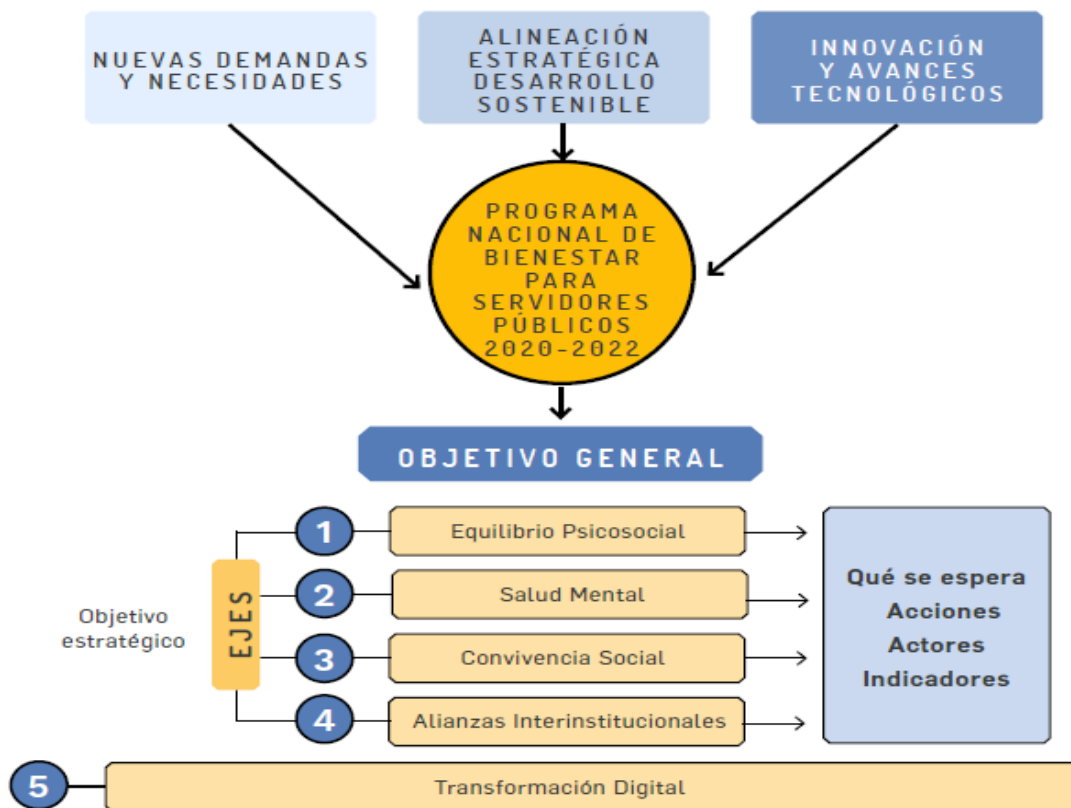 NUEVAS DEMANDAS
Y NECESIDADES
ALINEACIÓN
ESTRATÉGICA
DESARROLLO
SOSTENIBLE
INNOVACIÓN
Y AVANCES
TECNOLÓGICOS
PROGRAMA
NACIONAL DE
BIENESTAR
PARA
SERVIDORES
PÚBLICOS
2020-2022
OBJETIVO GENERAL
Objetivo
estratégico
EJES
1
Equilibrio Psicosocial
2
Salud Mental
3
Convivencia Social
4
Alianzas Interinstitucionales
Qué se espera
Acciones
Actores
Indicadores
5
Transformación Digital